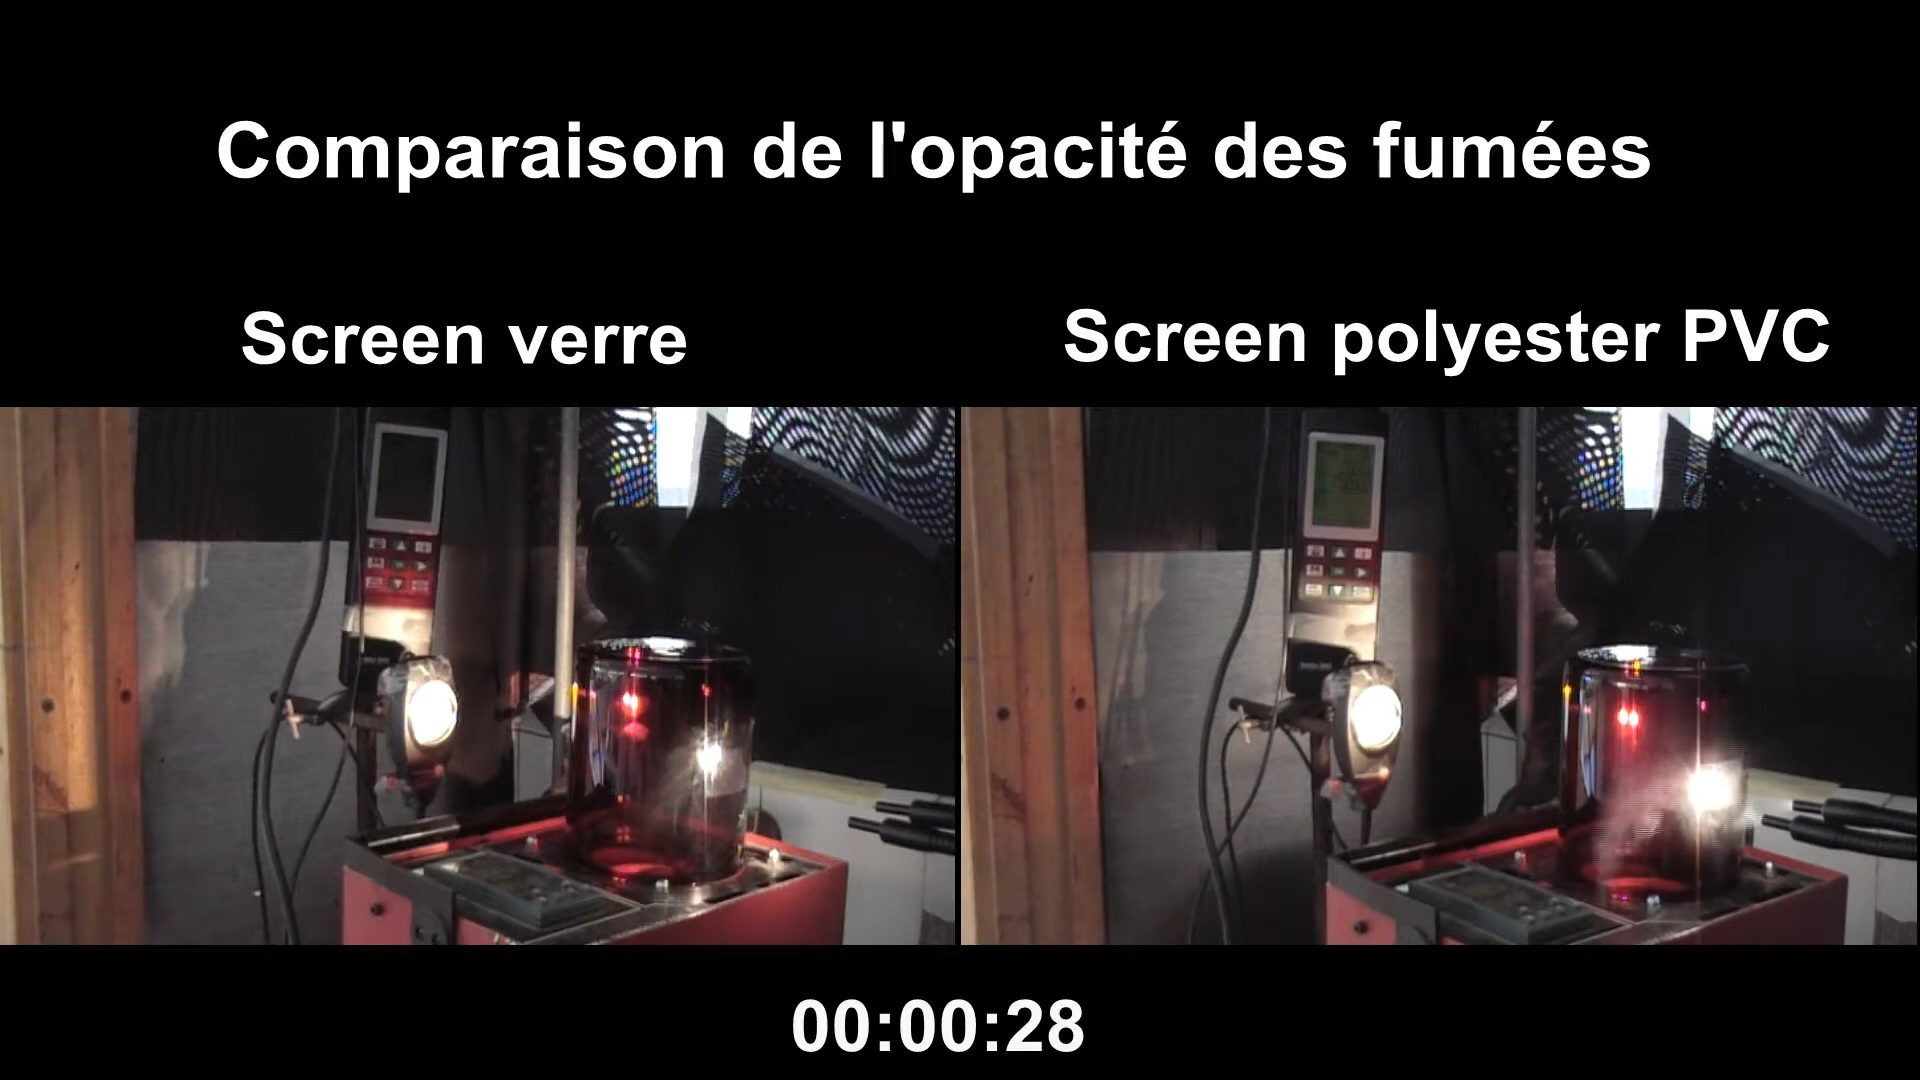 Comparaison de l'opacité des fumées
Screen verre
Screen polyester PVC
00:00:28